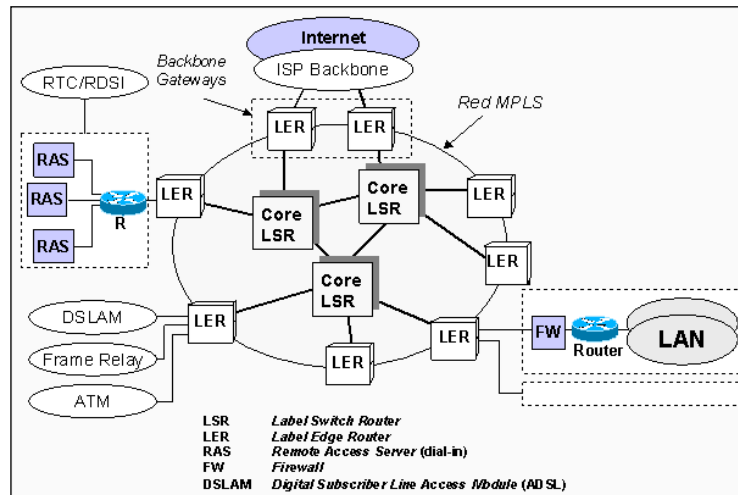 Internet
ISP Backbone
Backbone
Gateways
Red MPLS
RTC/RDSI
LER
LER
RAS
RAS
RAS
R
LER
Core
LSR
Core
LSR
LER
LER
Core
LSR
DSLAM
Frame Relay
ATM
LER
LER
LER
FW
Router
LAN
LSR Label Switch Router
LER Label Edge Router
RAS Remote Access Server (dial-in)
FW Firewall
DSLAM Digital Subscriber Line Access Module (ADSL)